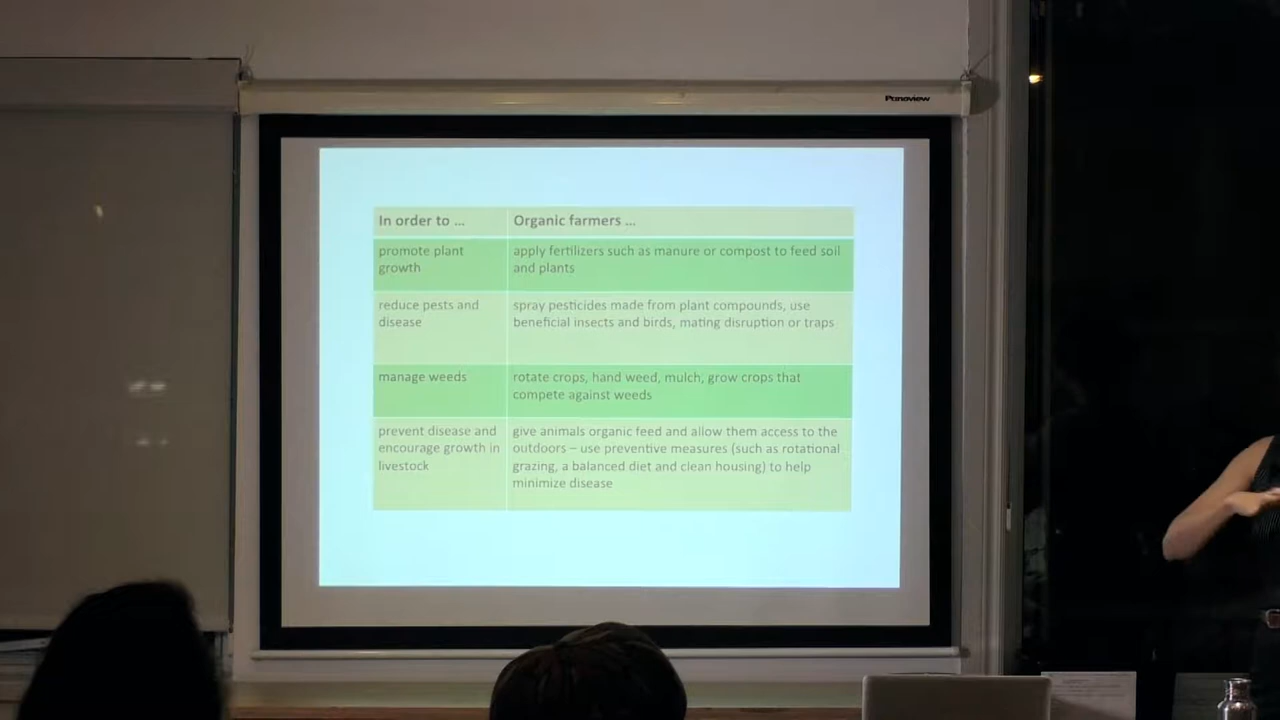 Panoview
In order to ...
Organic farmers ...
promote plant
growth
apply fertilizers such as manure or compost to feed soil
and plants
reduce pests and
disease
spray pesticides made from plant compounds, use
beneficial insects and birds, mating disruption or traps
manage weeds
rotate crops, hand weed, mulch, grow crops that
compete against weeds
prevent disease and
encourage growth in
livestock
give animals organic feed and allow them access to the
outdoors – use preventive measures (such as rotational
grazing, a balanced diet and clean housing) to help
minimize disease